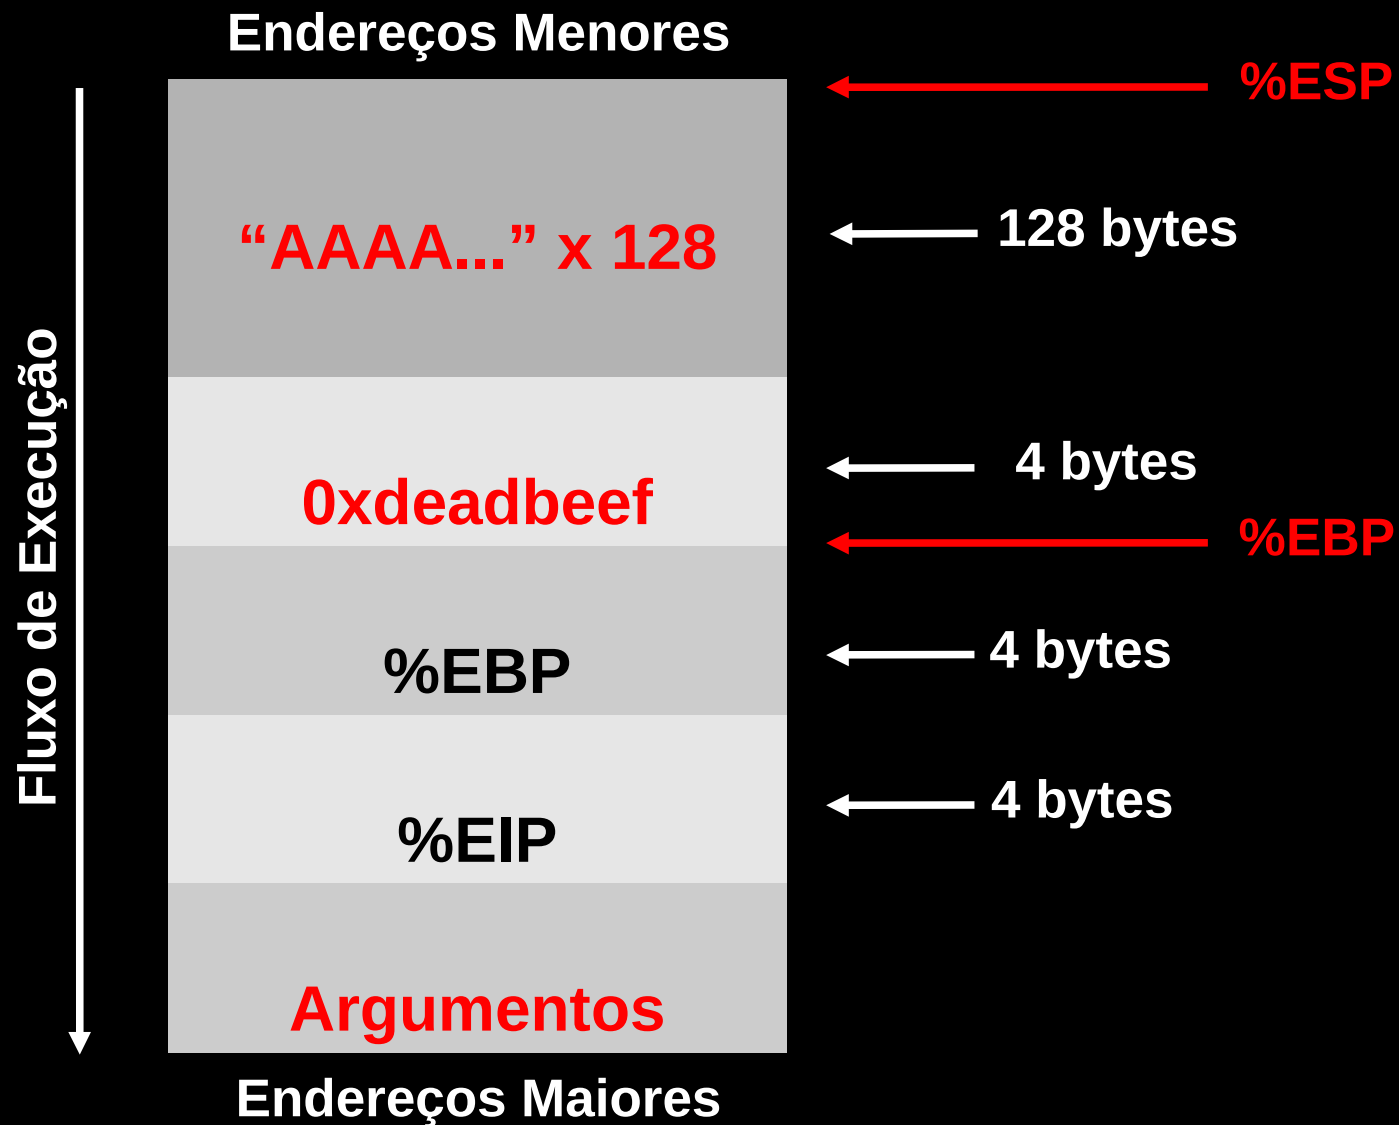 Endereços Menores
%ESP
“AAAA...” x 128
128 bytes
Fluxo de Execução
0xdeadbeef
4 bytes
%EBP
%EBP
4 bytes
%EIP
4 bytes
Argumentos
Endereços Maiores